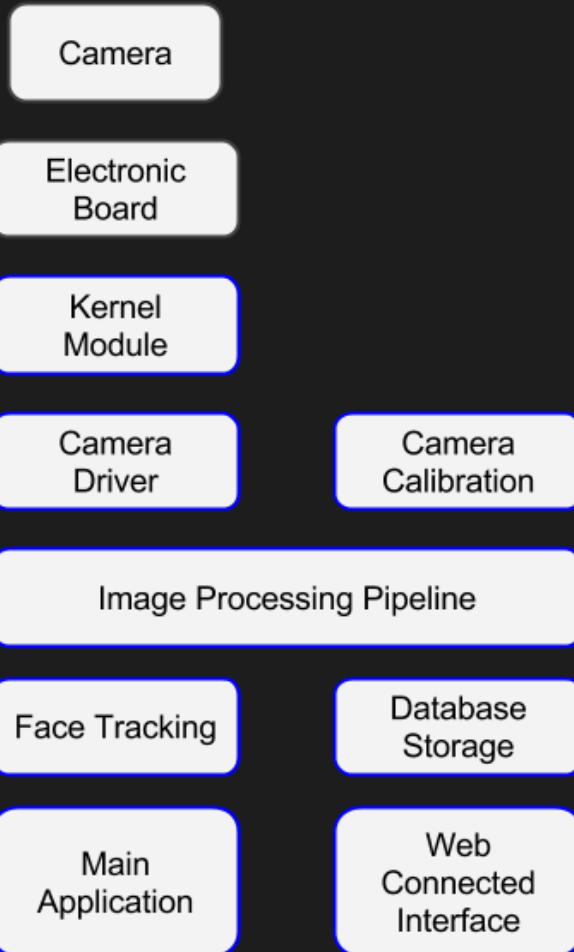 Camera
Electronic
Board
Kernel
Module
Camera
Driver
Camera
Calibration
Image Processing Pipeline
Face Tracking
Database
Storage
Main
Application
Web
Connected
Interface